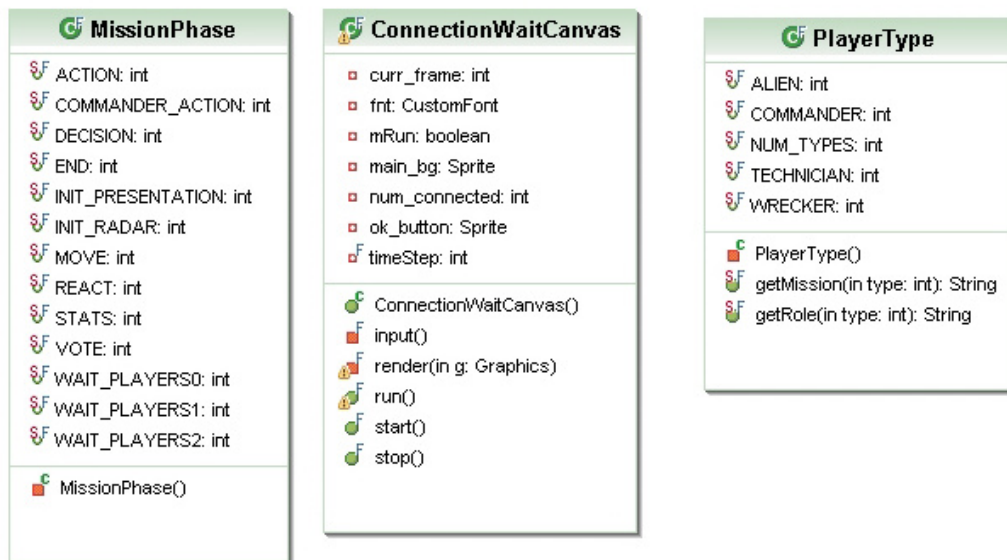 MissionPhase
ACTION: int
COMMANDER_ACTION: int
DECISION: int
END: int
INIT_PRESENTATION: int
INIT_RADAR: int
MOVE: int
REACT: int
STATS: int
VOTE: int
WAIT_PLAYERS0: int
WAIT_PLAYERS1: int
WAIT_PLAYERS2: int
MissionPhase()
ConnectionWaitCanvas
curr_frame: int
fnt: CustomFont
mRun: boolean
main_bg: Sprite
num_connected: int
ok_button: Sprite
timeStep: int
ConnectionWaitCanvas()
input()
render(in g: Graphics)
run()
start()
stop()
PlayerType
ALIEN: int
COMMANDER: int
NUM_TYPES: int
TECHNICIAN: int
WRECKER: int
PlayerType()
getMission(in type: int): String
getRole(in type: int): String